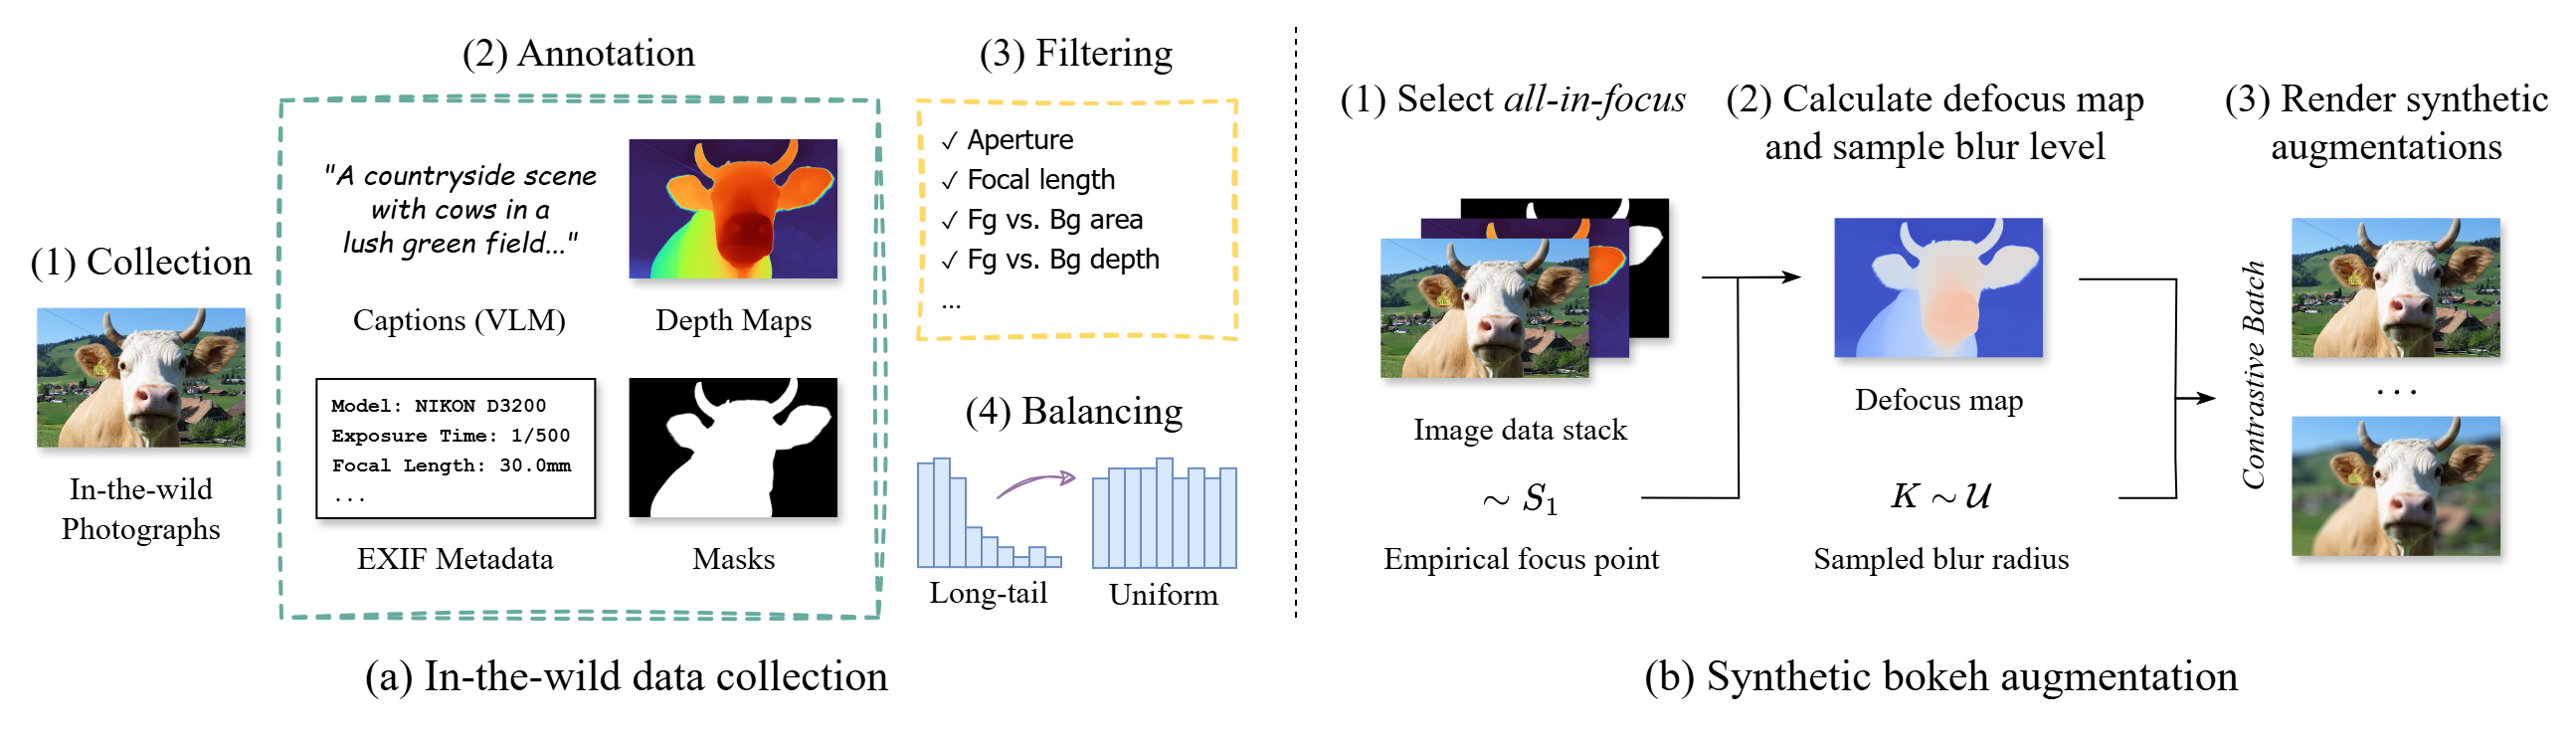 (1) Collection
In-the-wild
Photographs
(2) Annotation
"A countryside scene
with cows in a
lush green field..."
Captions (VLM)
Depth Maps
Model: NIKON D3200
Exposure Time: 1/500
Focal Length: 30.0mm
...
EXIF Metadata
Masks
(3) Filtering
✓ Aperture
✓ Focal length
✓ Fg vs. Bg area
✓ Fg vs. Bg depth
...
(4) Balancing
Long-tail
Uniform
(a) In-the-wild data collection
(1) Select all-in-focus
Image data stack
~ S₁
Empirical focus point
(2) Calculate defocus map
and sample blur level
Defocus map
K ~ 𝒰
Sampled blur radius
(3) Render synthetic
augmentations
Contrastive Batch
...
(b) Synthetic bokeh augmentation